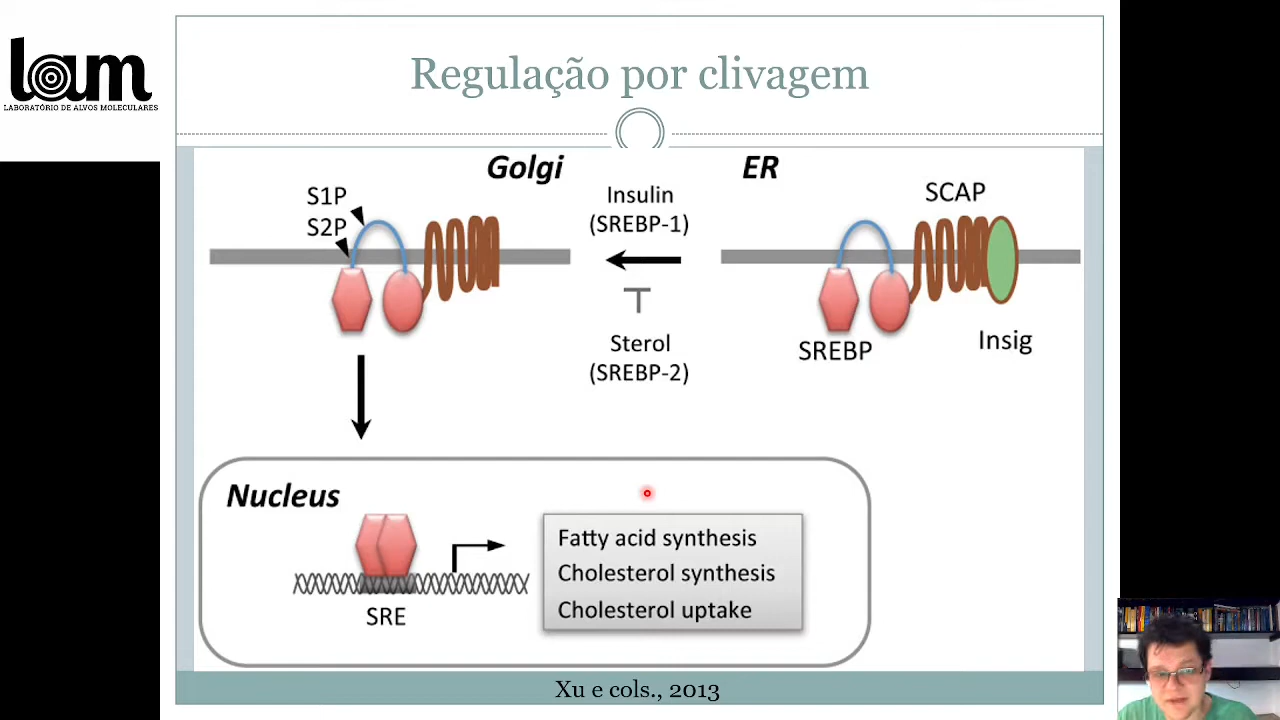 lam
LABORATÓRIO DE ALVOS MOLECULARES
Regulação por clivagem
Golgi
ER
S1P
S2P
Insulin
(SREBP-1)
SCAP
Sterol
(SREBP-2)
SREBP
Insig
Nucleus
SRE
Fatty acid synthesis
Cholesterol synthesis
Cholesterol uptake
Xu e cols., 2013